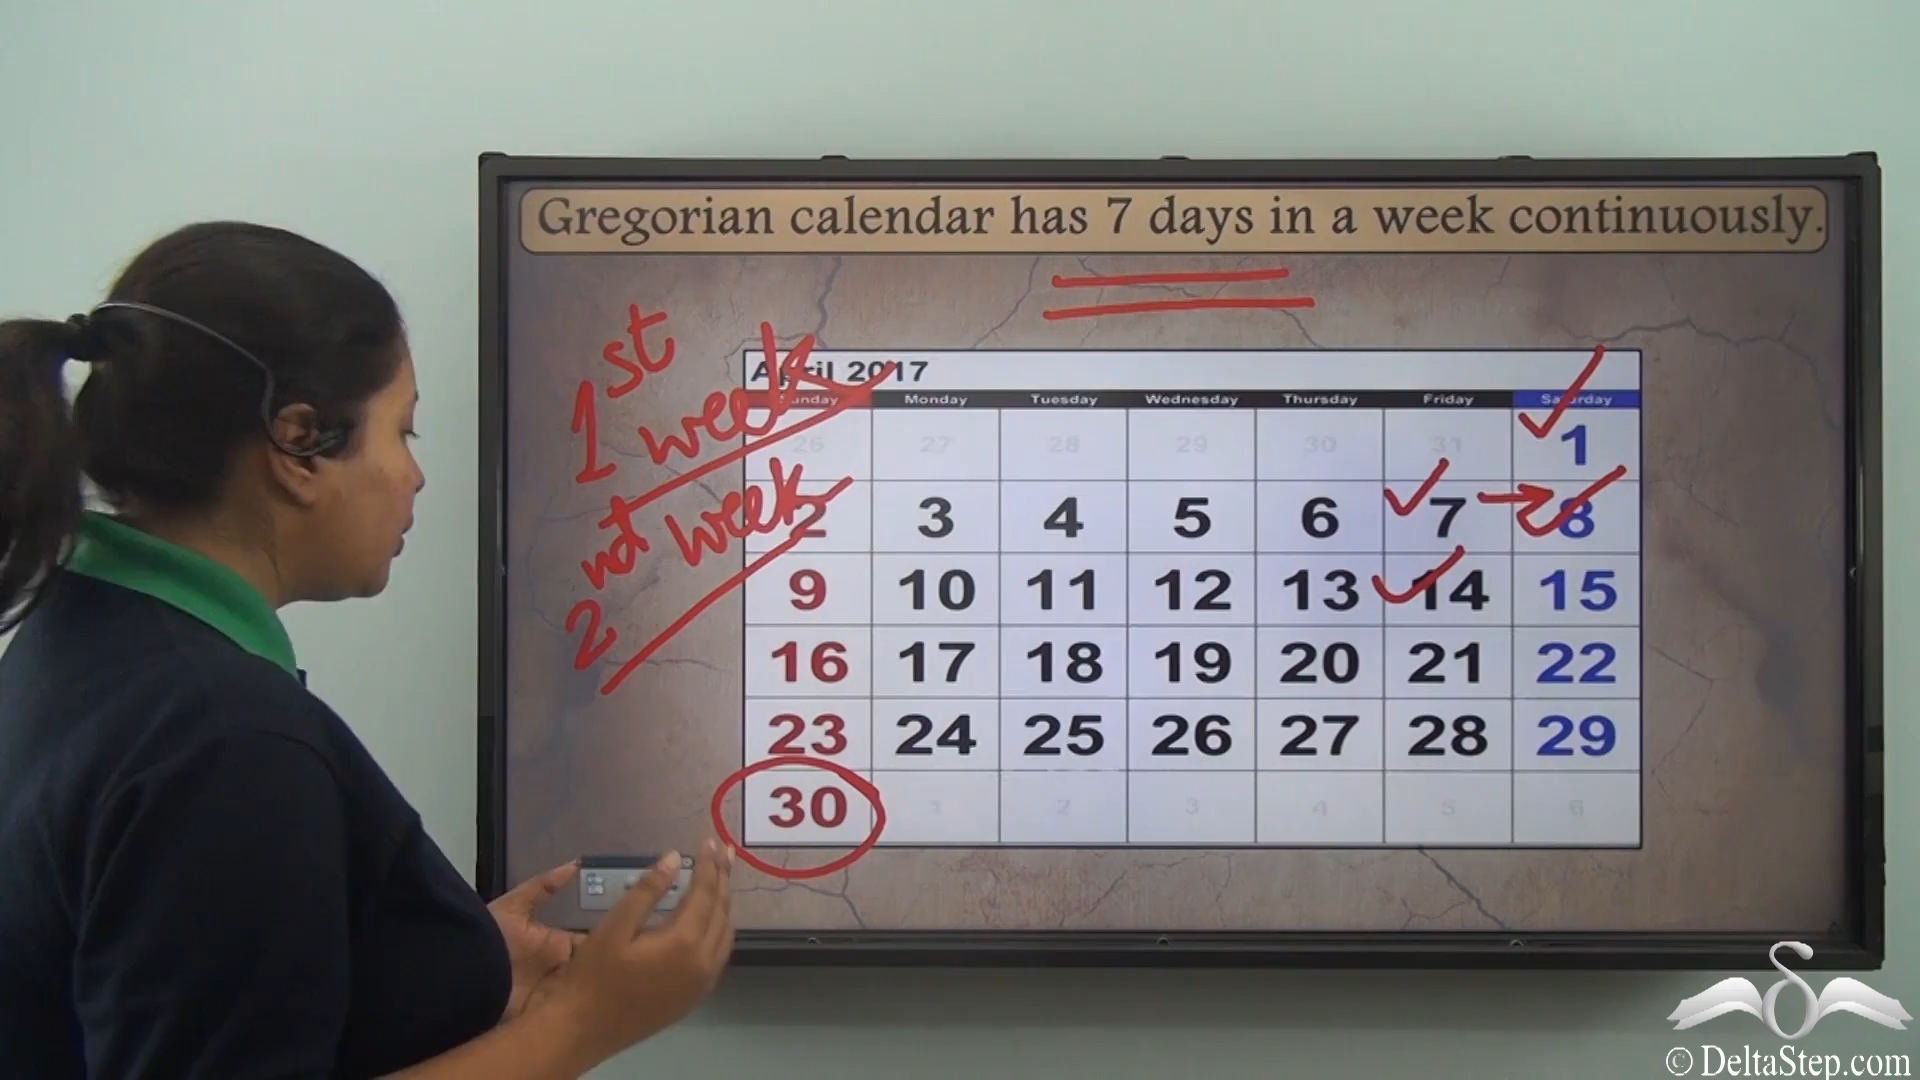 Gregorian calendar has 7 days in a week continuously.
1st week
2nd week
April 2017
Sunday Monday Tuesday Wednesday Thursday Friday Saturday
26 27 28 29 30 31 1
2 3 4 5 6 7 8
9 10 11 12 13 14 15
16 17 18 19 20 21 22
23 24 25 26 27 28 29
30 1 2 3 4 5 6
© DeltaStep.com